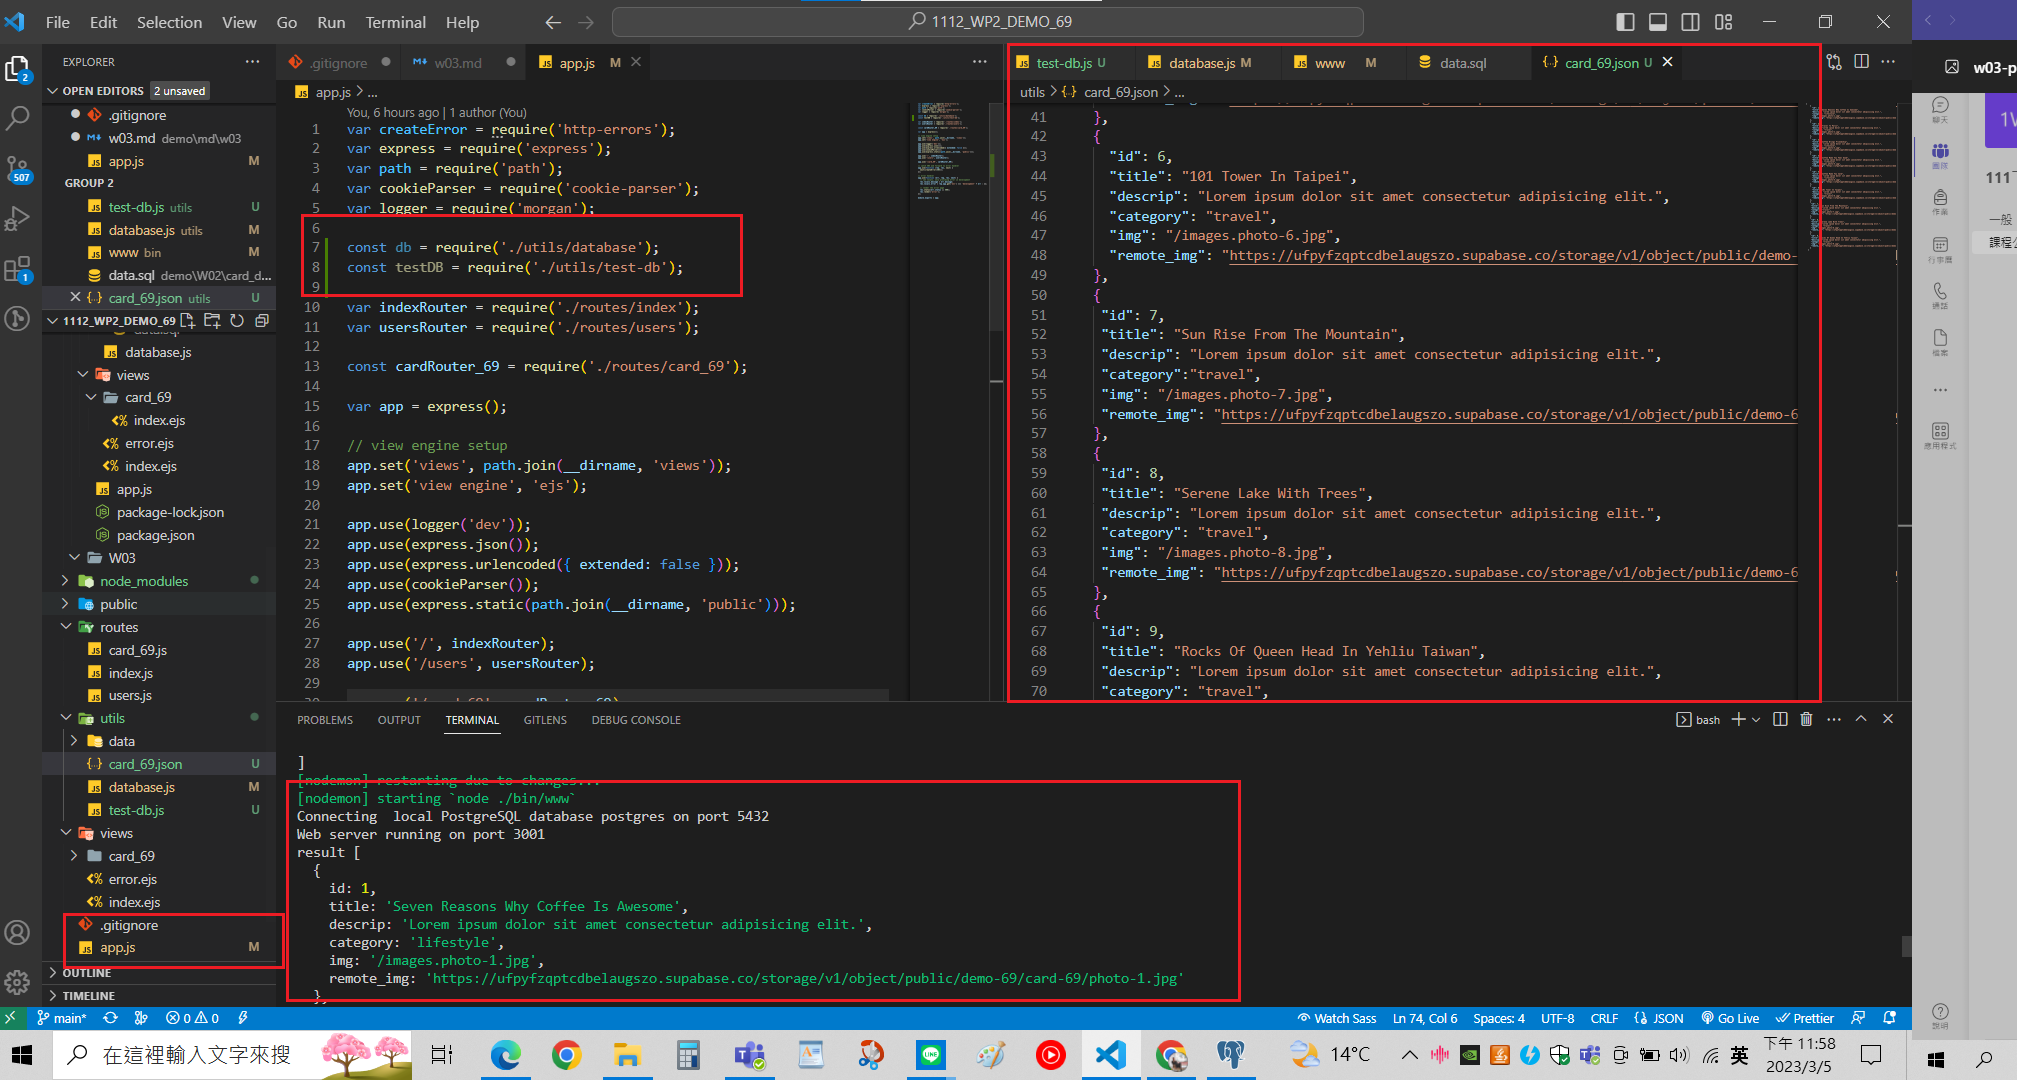 File Edit Selection View Go Run Terminal Help
1112_WP2_DEMO_69
EXPLORER
OPEN EDITORS 2 unsaved
.gitignore
w03.md demo\md\w03
app.js M
GROUP 2
test-db.js utils U
database.js utils M
www bin M
data.sql demo\W02\card_d...
card_69.json utils U
1112_WP2_DEMO_69
database.js
views
card_69
index.ejs
error.ejs
index.ejs
app.js
package-lock.json
package.json
W03
node_modules
public
routes
card_69.js
index.js
users.js
utils
data
card_69.json U
database.js M
test-db.js U
views
card_69
error.ejs
index.ejs
.gitignore
app.js M
OUTLINE
TIMELINE
2
507
1
.gitignore w03.md app.js M
app.js > ...
You, 6 hours ago | 1 author (You)
1 var createError = require('http-errors');
2 var express = require('express');
3 var path = require('path');
4 var cookieParser = require('cookie-parser');
5 var logger = require('morgan');
6
7 const db = require('./utils/database');
8 const testDB = require('./utils/test-db');
9
10 var indexRouter = require('./routes/index');
11 var usersRouter = require('./routes/users');
12
13 const cardRouter_69 = require('./routes/card_69');
14
15 var app = express();
16
17 // view engine setup
18 app.set('views', path.join(__dirname, 'views'));
19 app.set('view engine', 'ejs');
20
21 app.use(logger('dev'));
22 app.use(express.json());
23 app.use(express.urlencoded({ extended: false }));
24 app.use(cookieParser());
25 app.use(express.static(path.join(__dirname, 'public')));
26
27 app.use('/', indexRouter);
28 app.use('/users', usersRouter);
29
test-db.js U database.js M www M data.sql card_69.json U
utils > card_69.json > ...
41 },
42 {
43 "id": 6,
44 "title": "101 Tower In Taipei",
45 "descrip": "Lorem ipsum dolor sit amet consectetur adipisicing elit.",
46 "category": "travel",
47 "img": "/images.photo-6.jpg",
48 "remote_img": "https://ufpyfzqptcdbelaugszo.supabase.co/storage/v1/object/public/demo-
49 },
50 {
51 "id": 7,
52 "title": "Sun Rise From The Mountain",
53 "descrip": "Lorem ipsum dolor sit amet consectetur adipisicing elit.",
54 "category":"travel",
55 "img": "/images.photo-7.jpg",
56 "remote_img": "https://ufpyfzqptcdbelaugszo.supabase.co/storage/v1/object/public/demo-6
57 },
58 {
59 "id": 8,
60 "title": "Serene Lake With Trees",
61 "descrip": "Lorem ipsum dolor sit amet consectetur adipisicing elit.",
62 "category": "travel",
63 "img": "/images.photo-8.jpg",
64 "remote_img": "https://ufpyfzqptcdbelaugszo.supabase.co/storage/v1/object/public/demo-6
65 },
66 {
67 "id": 9,
68 "title": "Rocks Of Queen Head In Yehliu Taiwan",
69 "descrip": "Lorem ipsum dolor sit amet consectetur adipisicing elit.",
70 "category": "travel",
PROBLEMS OUTPUT TERMINAL GITLENS DEBUG CONSOLE
bash
]
[nodemon] restarting due to changes...
[nodemon] starting `node ./bin/www`
Connecting local PostgreSQL database postgres on port 5432
Web server running on port 3001
result [
{
id: 1,
title: 'Seven Reasons Why Coffee Is Awesome',
descrip: 'Lorem ipsum dolor sit amet consectetur adipisicing elit.',
category: 'lifestyle',
img: '/images.photo-1.jpg',
remote_img: 'https://ufpyfzqptcdbelaugszo.supabase.co/storage/v1/object/public/demo-69/card-69/photo-1.jpg'
},
main* 0 0
Watch Sass Ln 74, Col 6 Spaces: 4 UTF-8 CRLF JSON Go Live Prettier
w03-p
聊天
團隊
作業
行事曆
通話
檔案
應用程式
說明
111
一般
課程
在這裡輸入文字來搜
14°C
英
下午 11:58
2023/3/5